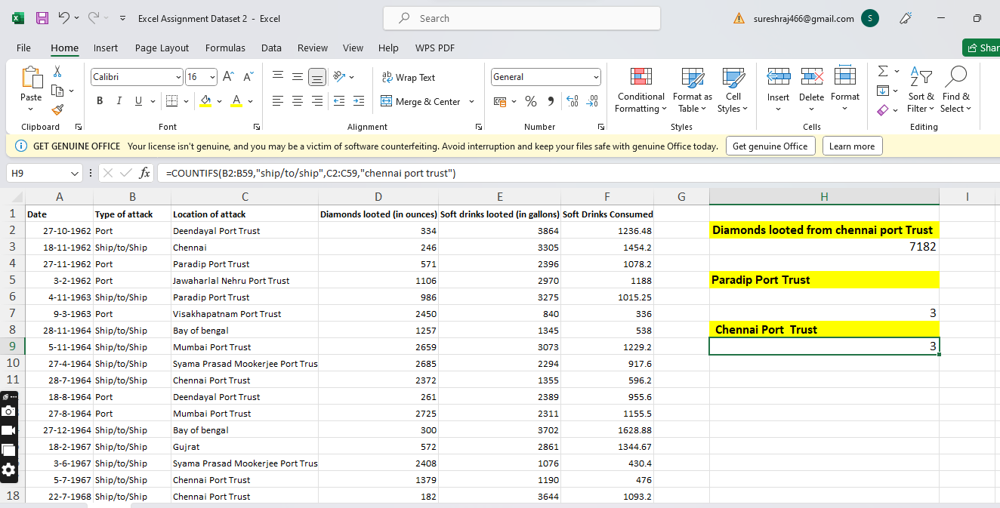 Excel Assignment Dataset 2 - Excel
Search
sureshraj466@gmail.com
S
File Home Insert Page Layout Formulas Data Review View Help WPS PDF
Shar
Calibri 16 A A ab Wrap Text General
Paste
B I U A Merge & Center %
Conditional Formatting
Format as Table
Cell Styles
Insert Delete Format
Sort & Filter
Find & Select
Clipboard Font Alignment Number Styles Cells Editing
GET GENUINE OFFICE Your license isn't genuine, and you may be a victim of software counterfeiting. Avoid interruption and keep your files safe with genuine Office today. Get genuine Office Learn more
H9 fx =COUNTIFS(B2:B59,"ship/to/ship",C2:C59,"chennai port trust")
A B C D E F G H I
1 Date Type of attack Location of attack Diamonds looted (in ounces) Soft drinks looted (in gallons) Soft Drinks Consumed
2 27-10-1962 Port Deendayal Port Trust 334 3864 1236.48 Diamonds looted from chennai port Trust
3 18-11-1962 Ship/to/Ship Chennai 246 3305 1454.2 7182
4 27-11-1962 Port Paradip Port Trust 571 2396 1078.2
5 3-2-1962 Port Jawaharlal Nehru Port Trust 1106 2970 1188 Paradip Port Trust
6 4-11-1963 Ship/to/Ship Paradip Port Trust 986 3275 1015.25
7 9-3-1963 Port Visakhapatnam Port Trust 2450 840 336 3
8 28-11-1964 Ship/to/Ship Bay of bengal 1257 1345 538 Chennai Port Trust
9 5-11-1964 Ship/to/Ship Mumbai Port Trust 2659 3073 1229.2 3
10 27-4-1964 Ship/to/Ship Syama Prasad Mookerjee Port Trus 2685 2294 917.6
11 28-7-1964 Ship/to/Ship Chennai Port Trust 2372 1355 596.2
18-8-1964 Port Deendayal Port Trust 261 2389 955.6
27-8-1964 Port Mumbai Port Trust 2725 2311 1155.5
27-12-1964 Ship/to/Ship Bay of bengal 300 3702 1628.88
18-2-1967 Ship/to/Ship Gujrat 572 2861 1344.67
3-6-1967 Ship/to/Ship Syama Prasad Mookerjee Port Trus 2408 1076 430.4
5-7-1967 Ship/to/Ship Chennai Port Trust 1379 1190 476
18 22-7-1968 Ship/to/Ship Chennai Port Trust 182 3644 1093.2